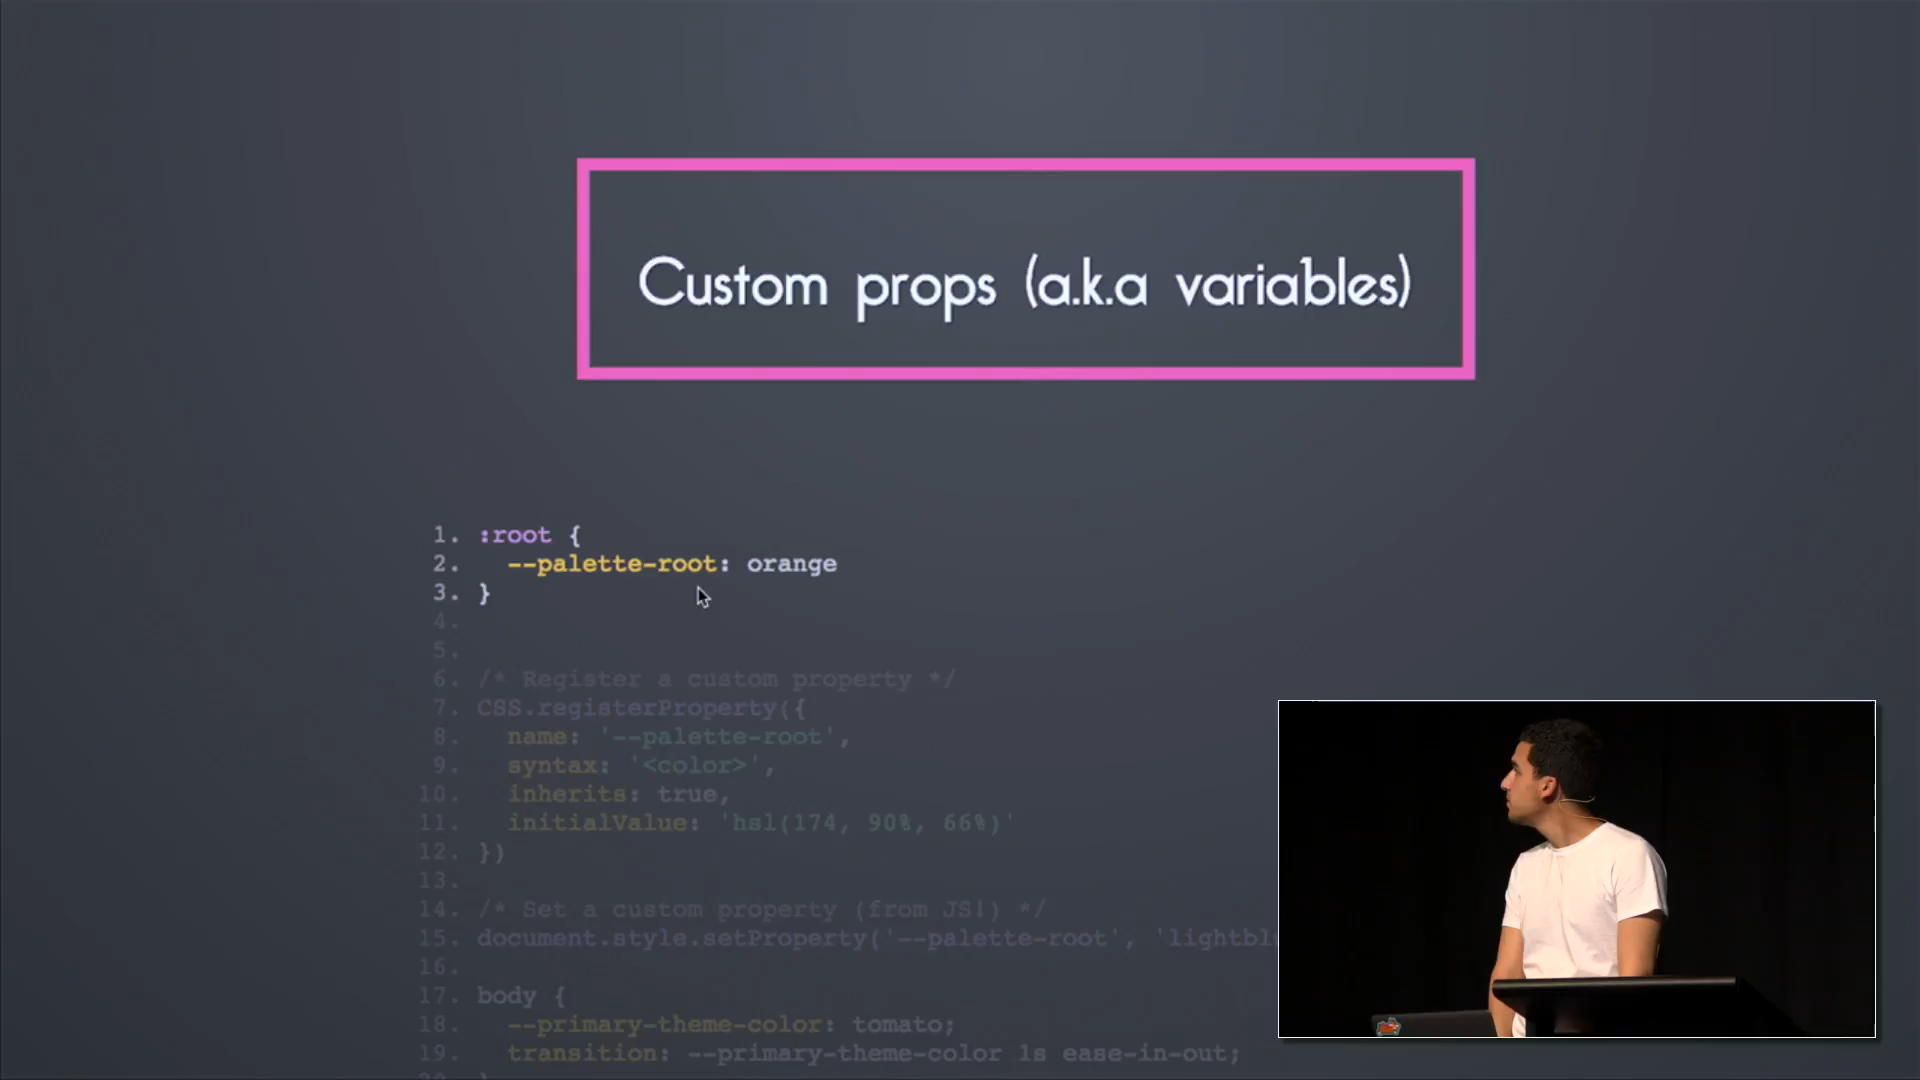 Custom props (a.k.a variables)
1. :root {
2. --palette-root: orange
3. }
4.
5.
6. /* Register a custom property */
7. CSS.registerProperty({
8. name: '--palette-root',
9. syntax: '<color>',
10. inherits: true,
11. initialValue: 'hsl(174, 90%, 66%)'
12. })
13.
14. /* Set a custom property (from JS!) */
15. document.style.setProperty('--palette-root',
16.
17. body {
18. --primary-theme-color: tomato;
19. transition: --primary-theme-color 1s ease-in-out;